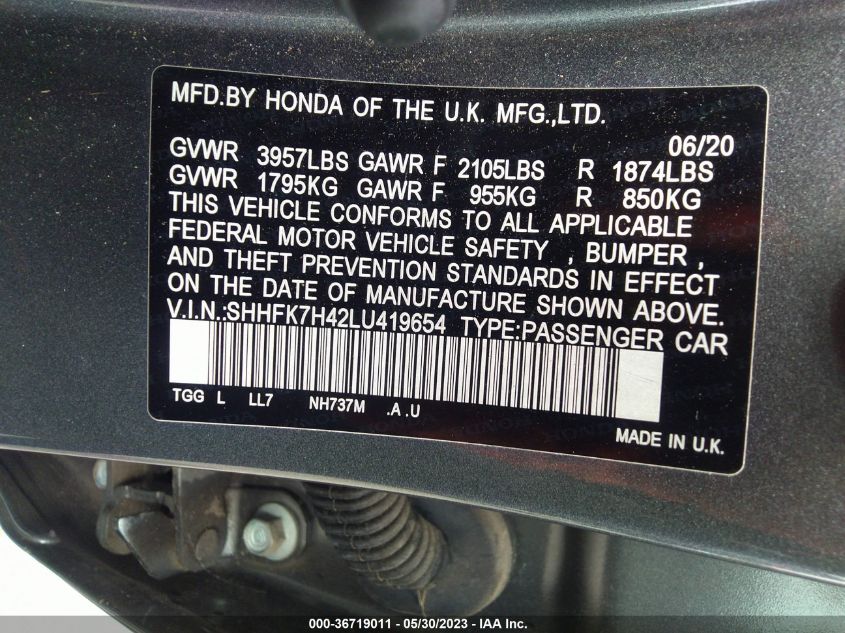 MFD.BY HONDA OF THE U.K. MFG.,LTD.
06/20
GVWR 3957LBS GAWR F 2105LBS R 1874LBS
GVWR 1795KG GAWR F 955KG R 850KG
THIS VEHICLE CONFORMS TO ALL APPLICABLE
FEDERAL MOTOR VEHICLE SAFETY , BUMPER ,
AND THEFT PREVENTION STANDARDS IN EFFECT
ON THE DATE OF MANUFACTURE SHOWN ABOVE.
V.I.N.:SHHFK7H42LU419654 TYPE:PASSENGER CAR
TGG L LL7 NH737M .A .U
MADE IN U.K.
000-36719011 - 05/30/2023 - IAA Inc.